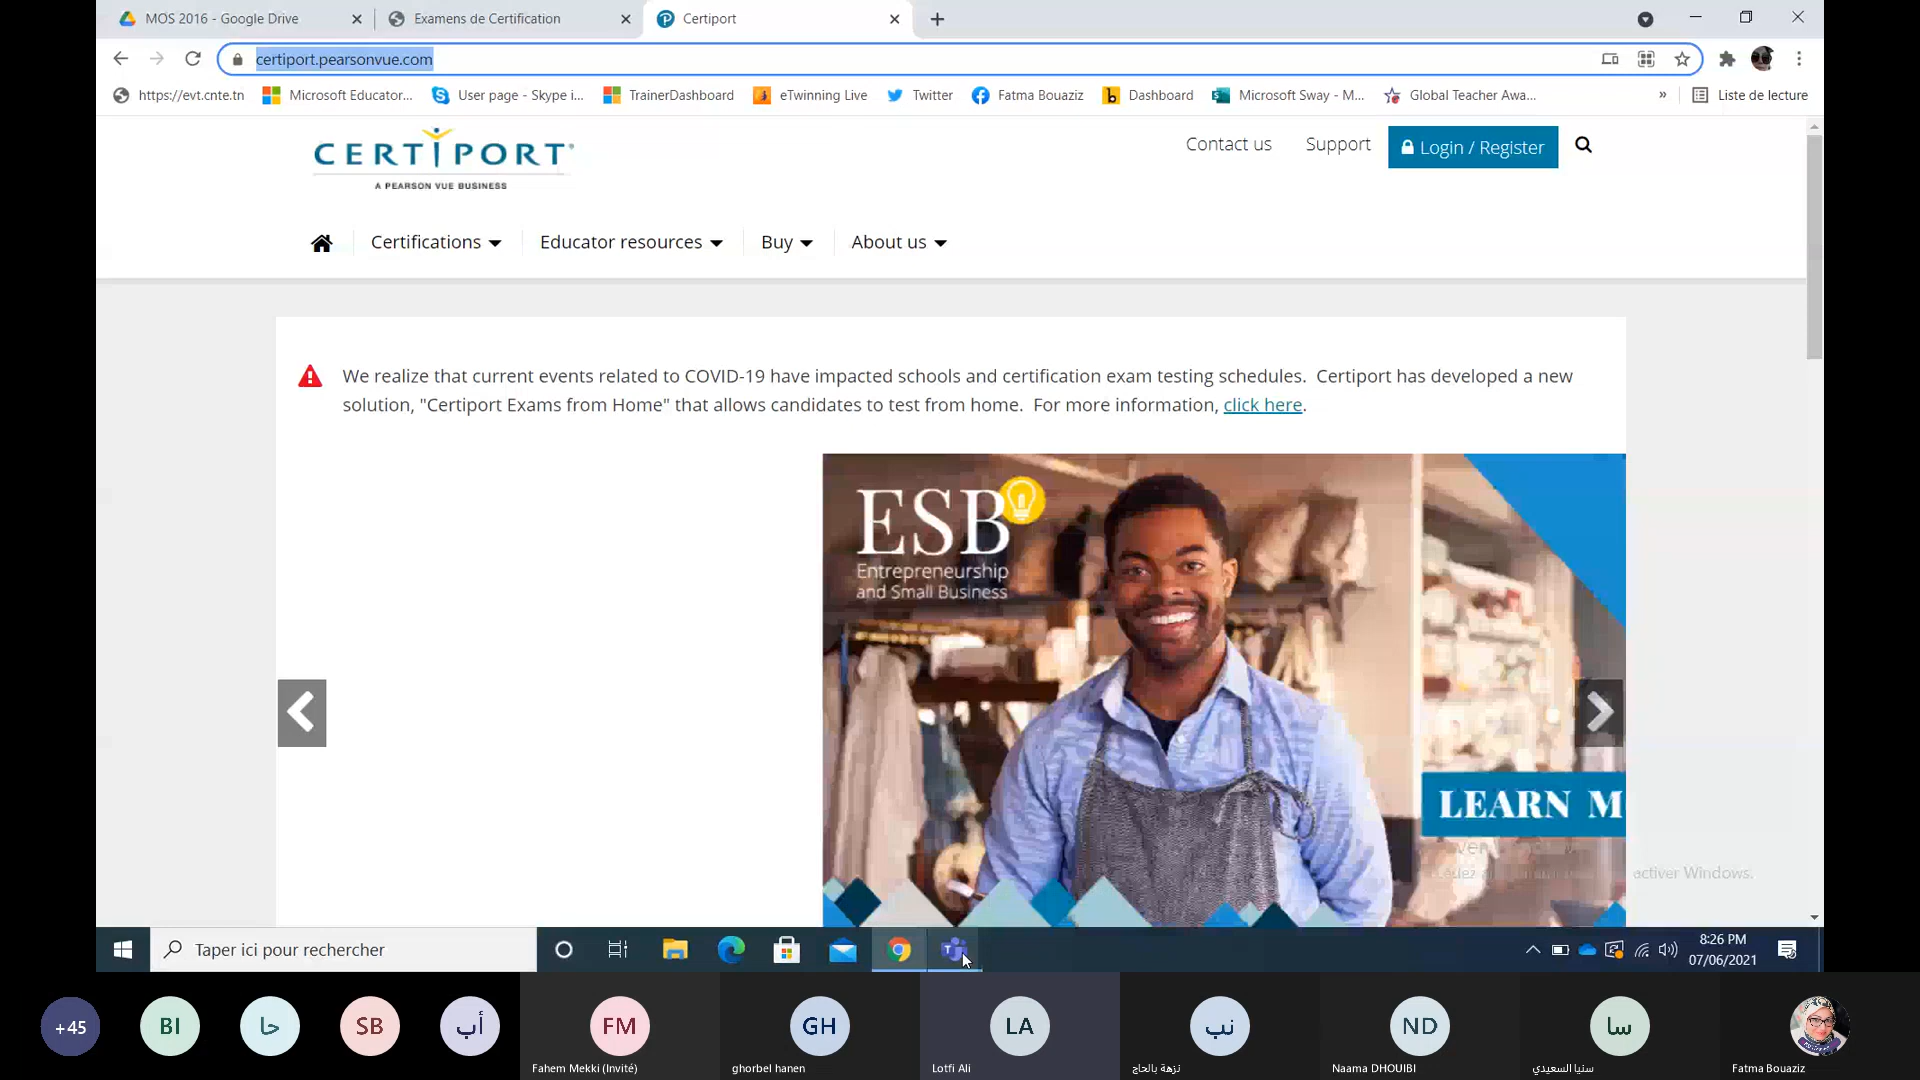 MOS 2016 - Google Drive
Examens de Certification
Certiport
certiport.pearsonvue.com
https://evt.cnte.tn
Microsoft Educator...
User page - Skype i...
TrainerDashboard
eTwinning Live
Twitter
Fatma Bouaziz
Dashboard
Microsoft Sway - M...
Global Teacher Awa...
»
Liste de lecture
CERTIPORT
A PEARSON VUE BUSINESS
Contact us
Support
Login / Register
Certifications
Educator resources
Buy
About us
We realize that current events related to COVID-19 have impacted schools and certification exam testing schedules. Certiport has developed a new
solution, "Certiport Exams from Home" that allows candidates to test from home. For more information, click here.
ESB
Entrepreneurship
and Small Business
LEARN M
activer Windows.
Taper ici pour rechercher
8:26 PM
07/06/2021
+45
BI
حا
SB
أب
FM
GH
LA
نب
ND
سا
Fahem Mekki (Invité)
ghorbel hanen
Lotfi Ali
نزهة بالحاج
Naama DHOUIBI
سنيا السعيدي
Fatma Bouaziz